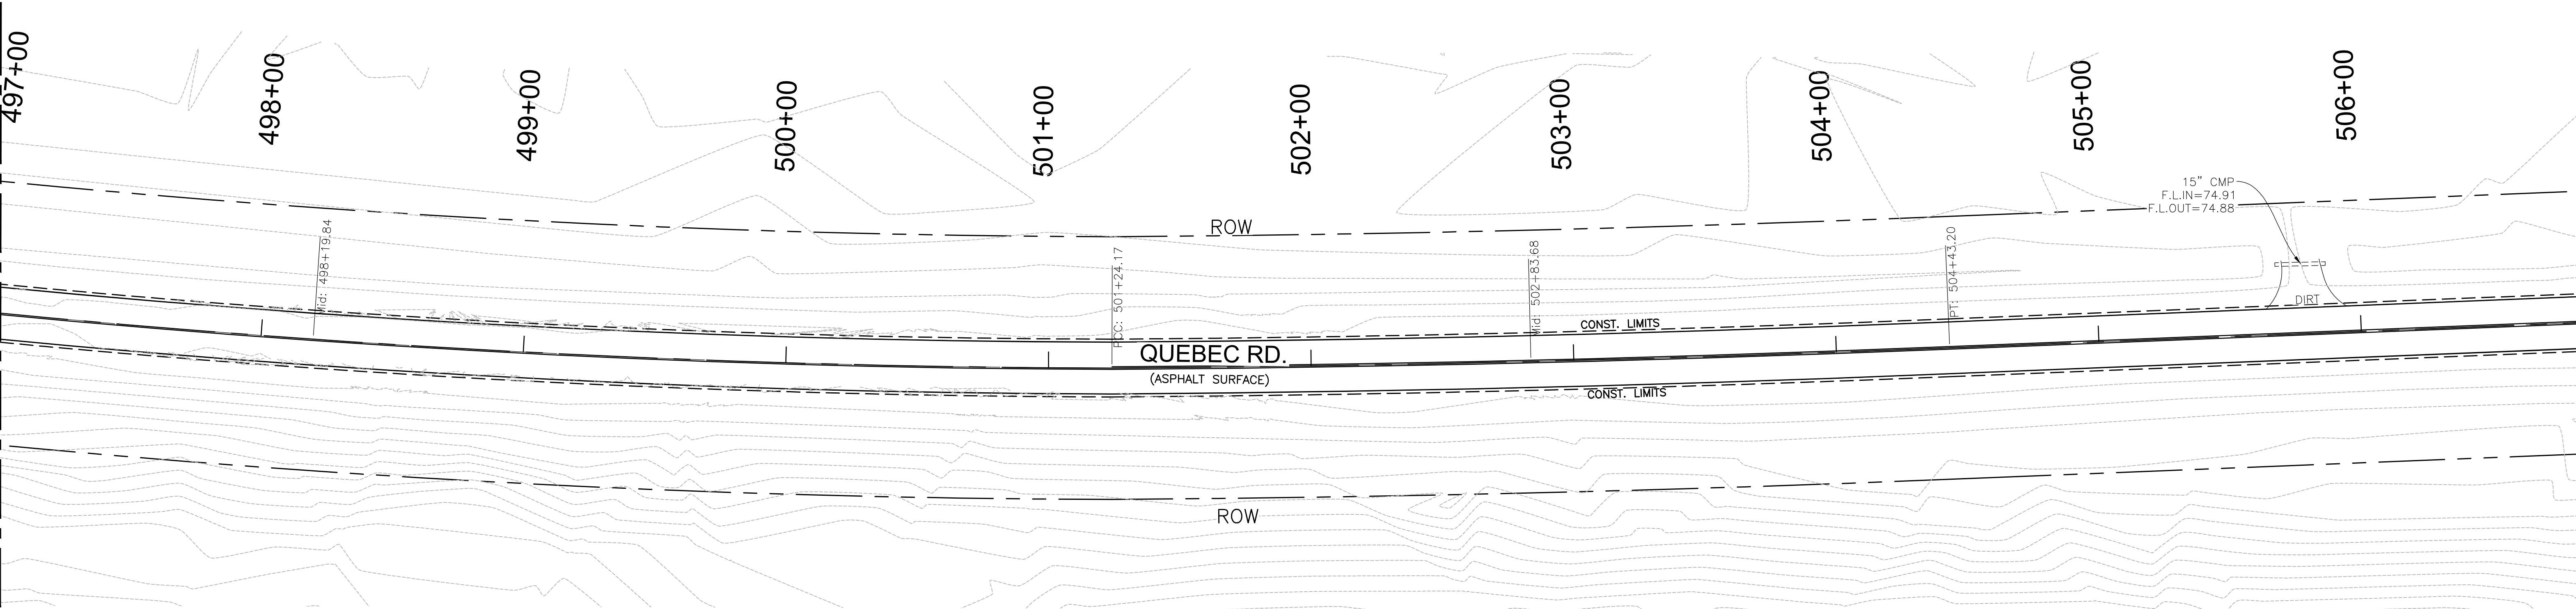 497+00
498+00
499+00
500+00
501+00
502+00
503+00
504+00
505+00
506+00
15" CMP
F.L.IN=74.91
F.L.OUT=74.88
Mid: 498+19.84
ROW
PCC: 501+24.17
Mid: 502+83.68
PT: 504+43.20
DIRT
CONST. LIMITS
QUEBEC RD.
(ASPHALT SURFACE)
CONST. LIMITS
ROW